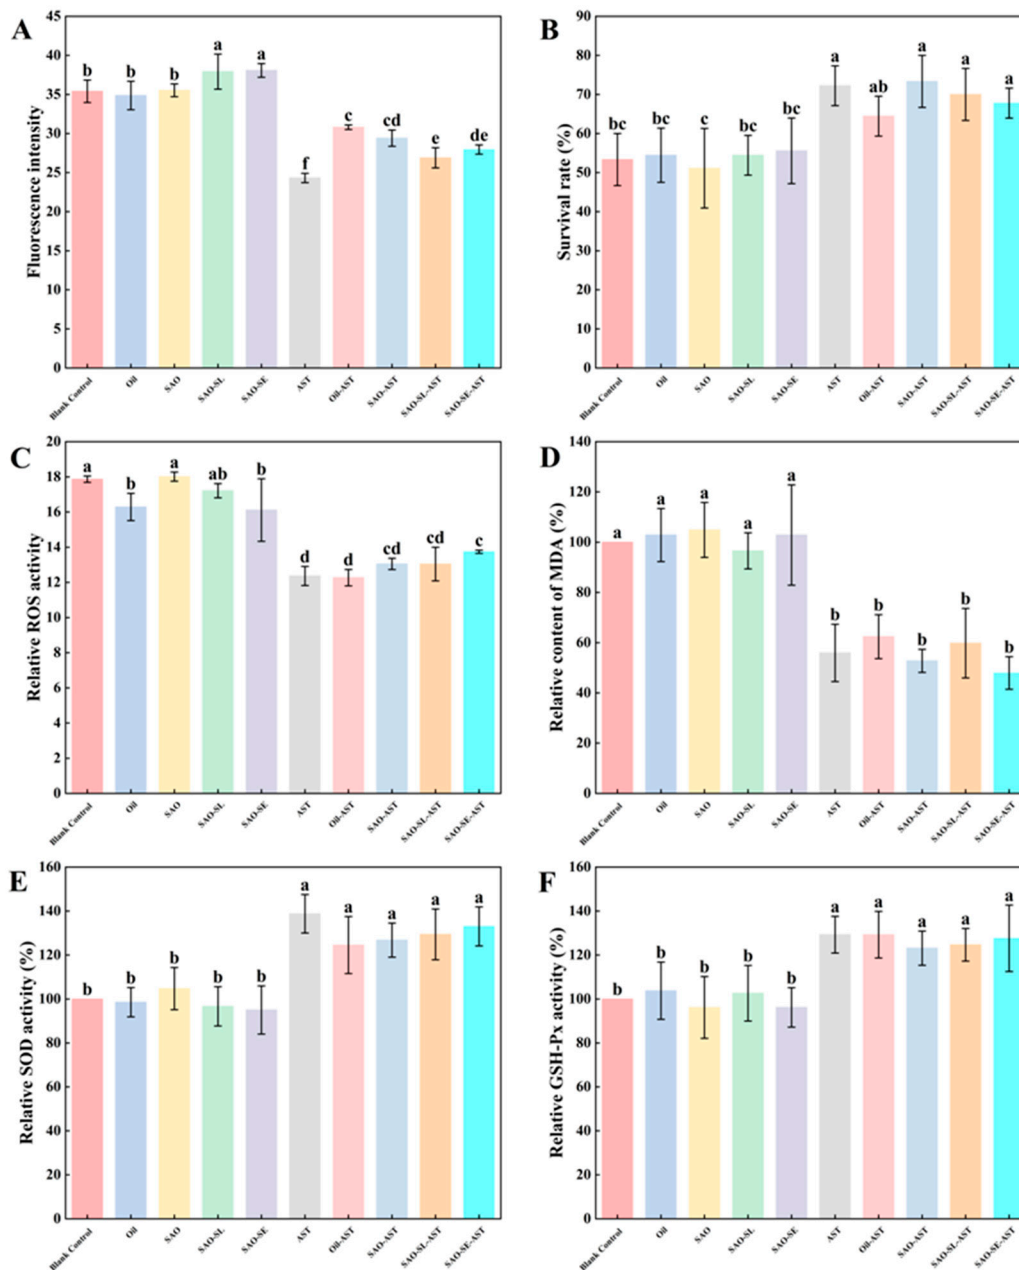 A
Fluorescence intensity
45
40
35
30
25
20
15
10
5
0
b
b
b
a
a
f
c
cd
e
de
Blank Control
Oil
SAO
SAO-SL
SAO-SE
AST
Oil-AST
SAO-AST
SAO-SL-AST
SAO-SE-AST
B
Survival rate (%)
90
80
70
60
50
40
30
20
10
0
bc
bc
c
bc
bc
a
ab
a
a
a
Blank Control
Oil
SAO
SAO-SL
SAO-SE
AST
Oil-AST
SAO-AST
SAO-SL-AST
SAO-SE-AST
C
Relative ROS activity
20
18
16
14
12
10
8
6
4
2
0
a
b
a
ab
b
d
d
cd
cd
c
Blank Control
Oil
SAO
SAO-SL
SAO-SE
AST
Oil-AST
SAO-AST
SAO-SL-AST
SAO-SE-AST
D
Relative content of MDA (%)
140
120
100
80
60
40
20
0
a
a
a
a
a
b
b
b
b
b
Blank Control
Oil
SAO
SAO-SL
SAO-SE
AST
Oil-AST
SAO-AST
SAO-SL-AST
SAO-SE-AST
E
Relative SOD activity (%)
160
140
120
100
80
60
40
20
0
b
b
b
b
b
a
a
a
a
a
Blank Control
Oil
SAO
SAO-SL
SAO-SE
AST
Oil-AST
SAO-AST
SAO-SL-AST
SAO-SE-AST
F
Relative GSH-Px activity (%)
160
140
120
100
80
60
40
20
0
b
b
b
b
b
a
a
a
a
a
Blank Control
Oil
SAO
SAO-SL
SAO-SE
AST
Oil-AST
SAO-AST
SAO-SL-AST
SAO-SE-AST